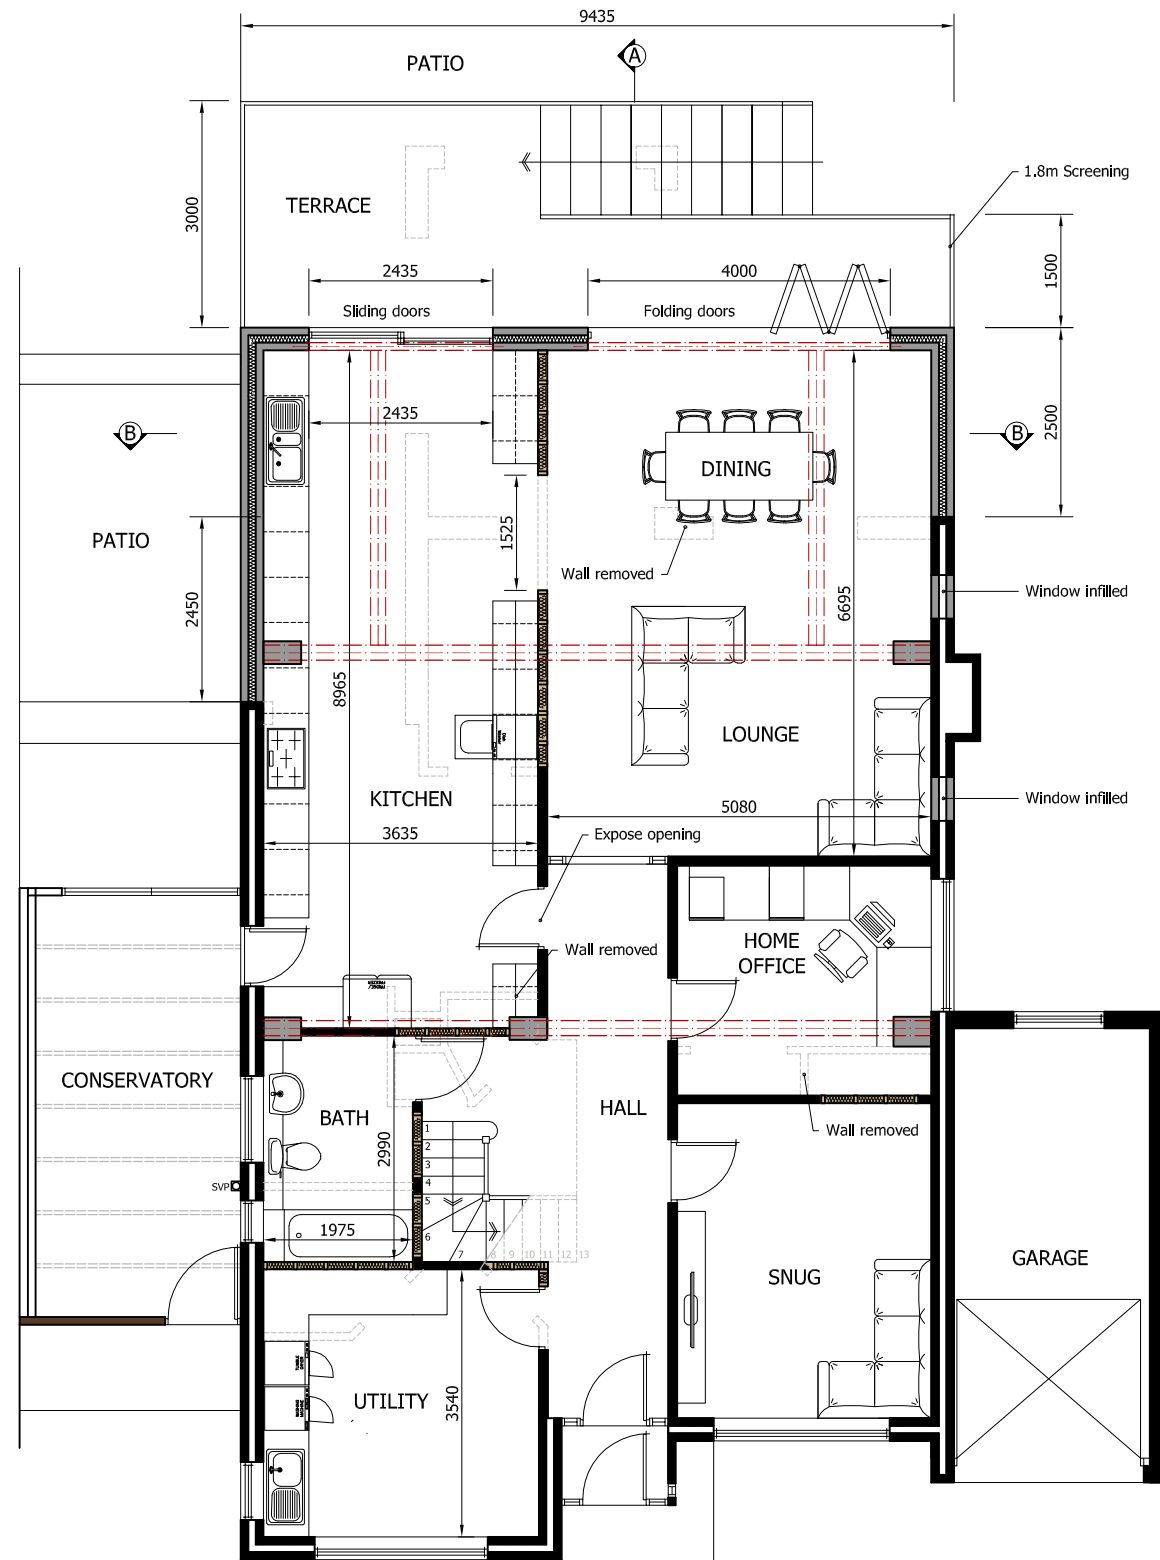 9435
A
PATIO
3000
TERRACE
1.8m Screening
1500
2435
4000
Sliding doors
Folding doors
2435
2500
B
B
DINING
PATIO
1525
Wall removed
2450
6695
Window infilled
8965
LOUNGE
KITCHEN
Window infilled
5080
3635
Expose opening
Wall removed
HOME
OFFICE
FRIDGE/
FREEZER
CONSERVATORY
BATH
HALL
2990
Wall removed
1
2
3
4
5
6
7
8
9
10
11
12
13
SVP
1975
SNUG
GARAGE
UTILITY
3540